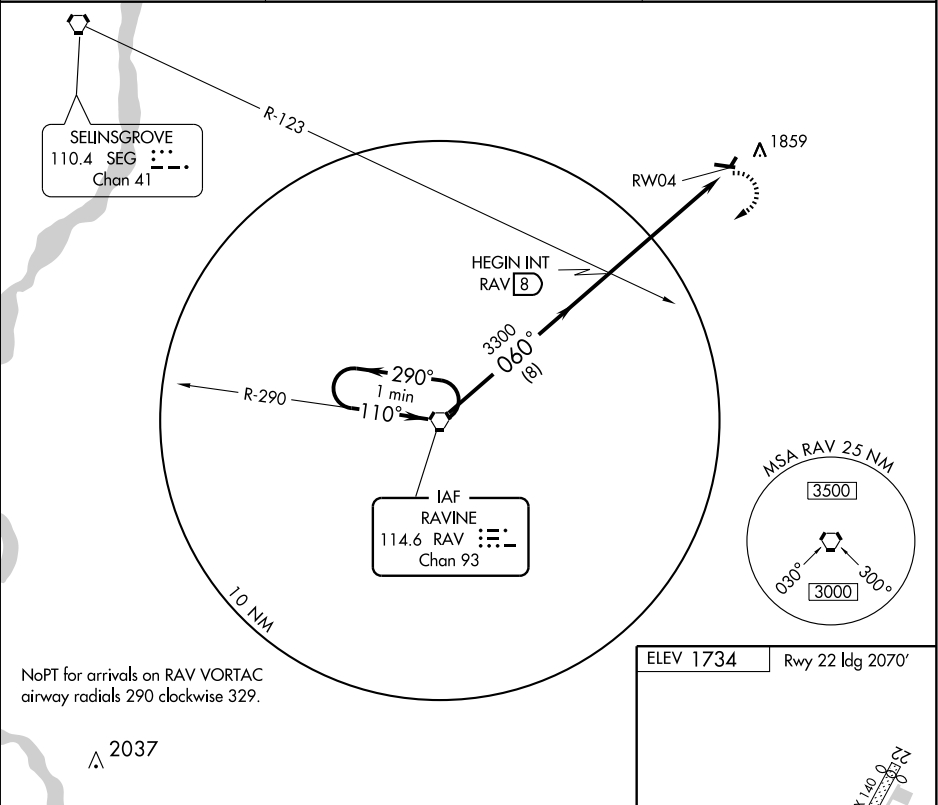 R-123
SELINSGROVE
110.4 SEG
Chan 41
1859
RW04
HEGIN INT
RAV 8
3300
060°
(8)
290°
1 min
110°
R-290
IAF
RAVINE
114.6 RAV
Chan 93
10 NM
MSA RAV 25 NM
3500
030°
300°
3000
NoPT for arrivals on RAV VORTAC
airway radials 290 clockwise 329.
2037
ELEV 1734
Rwy 22 ldg 2070'
22
X 140